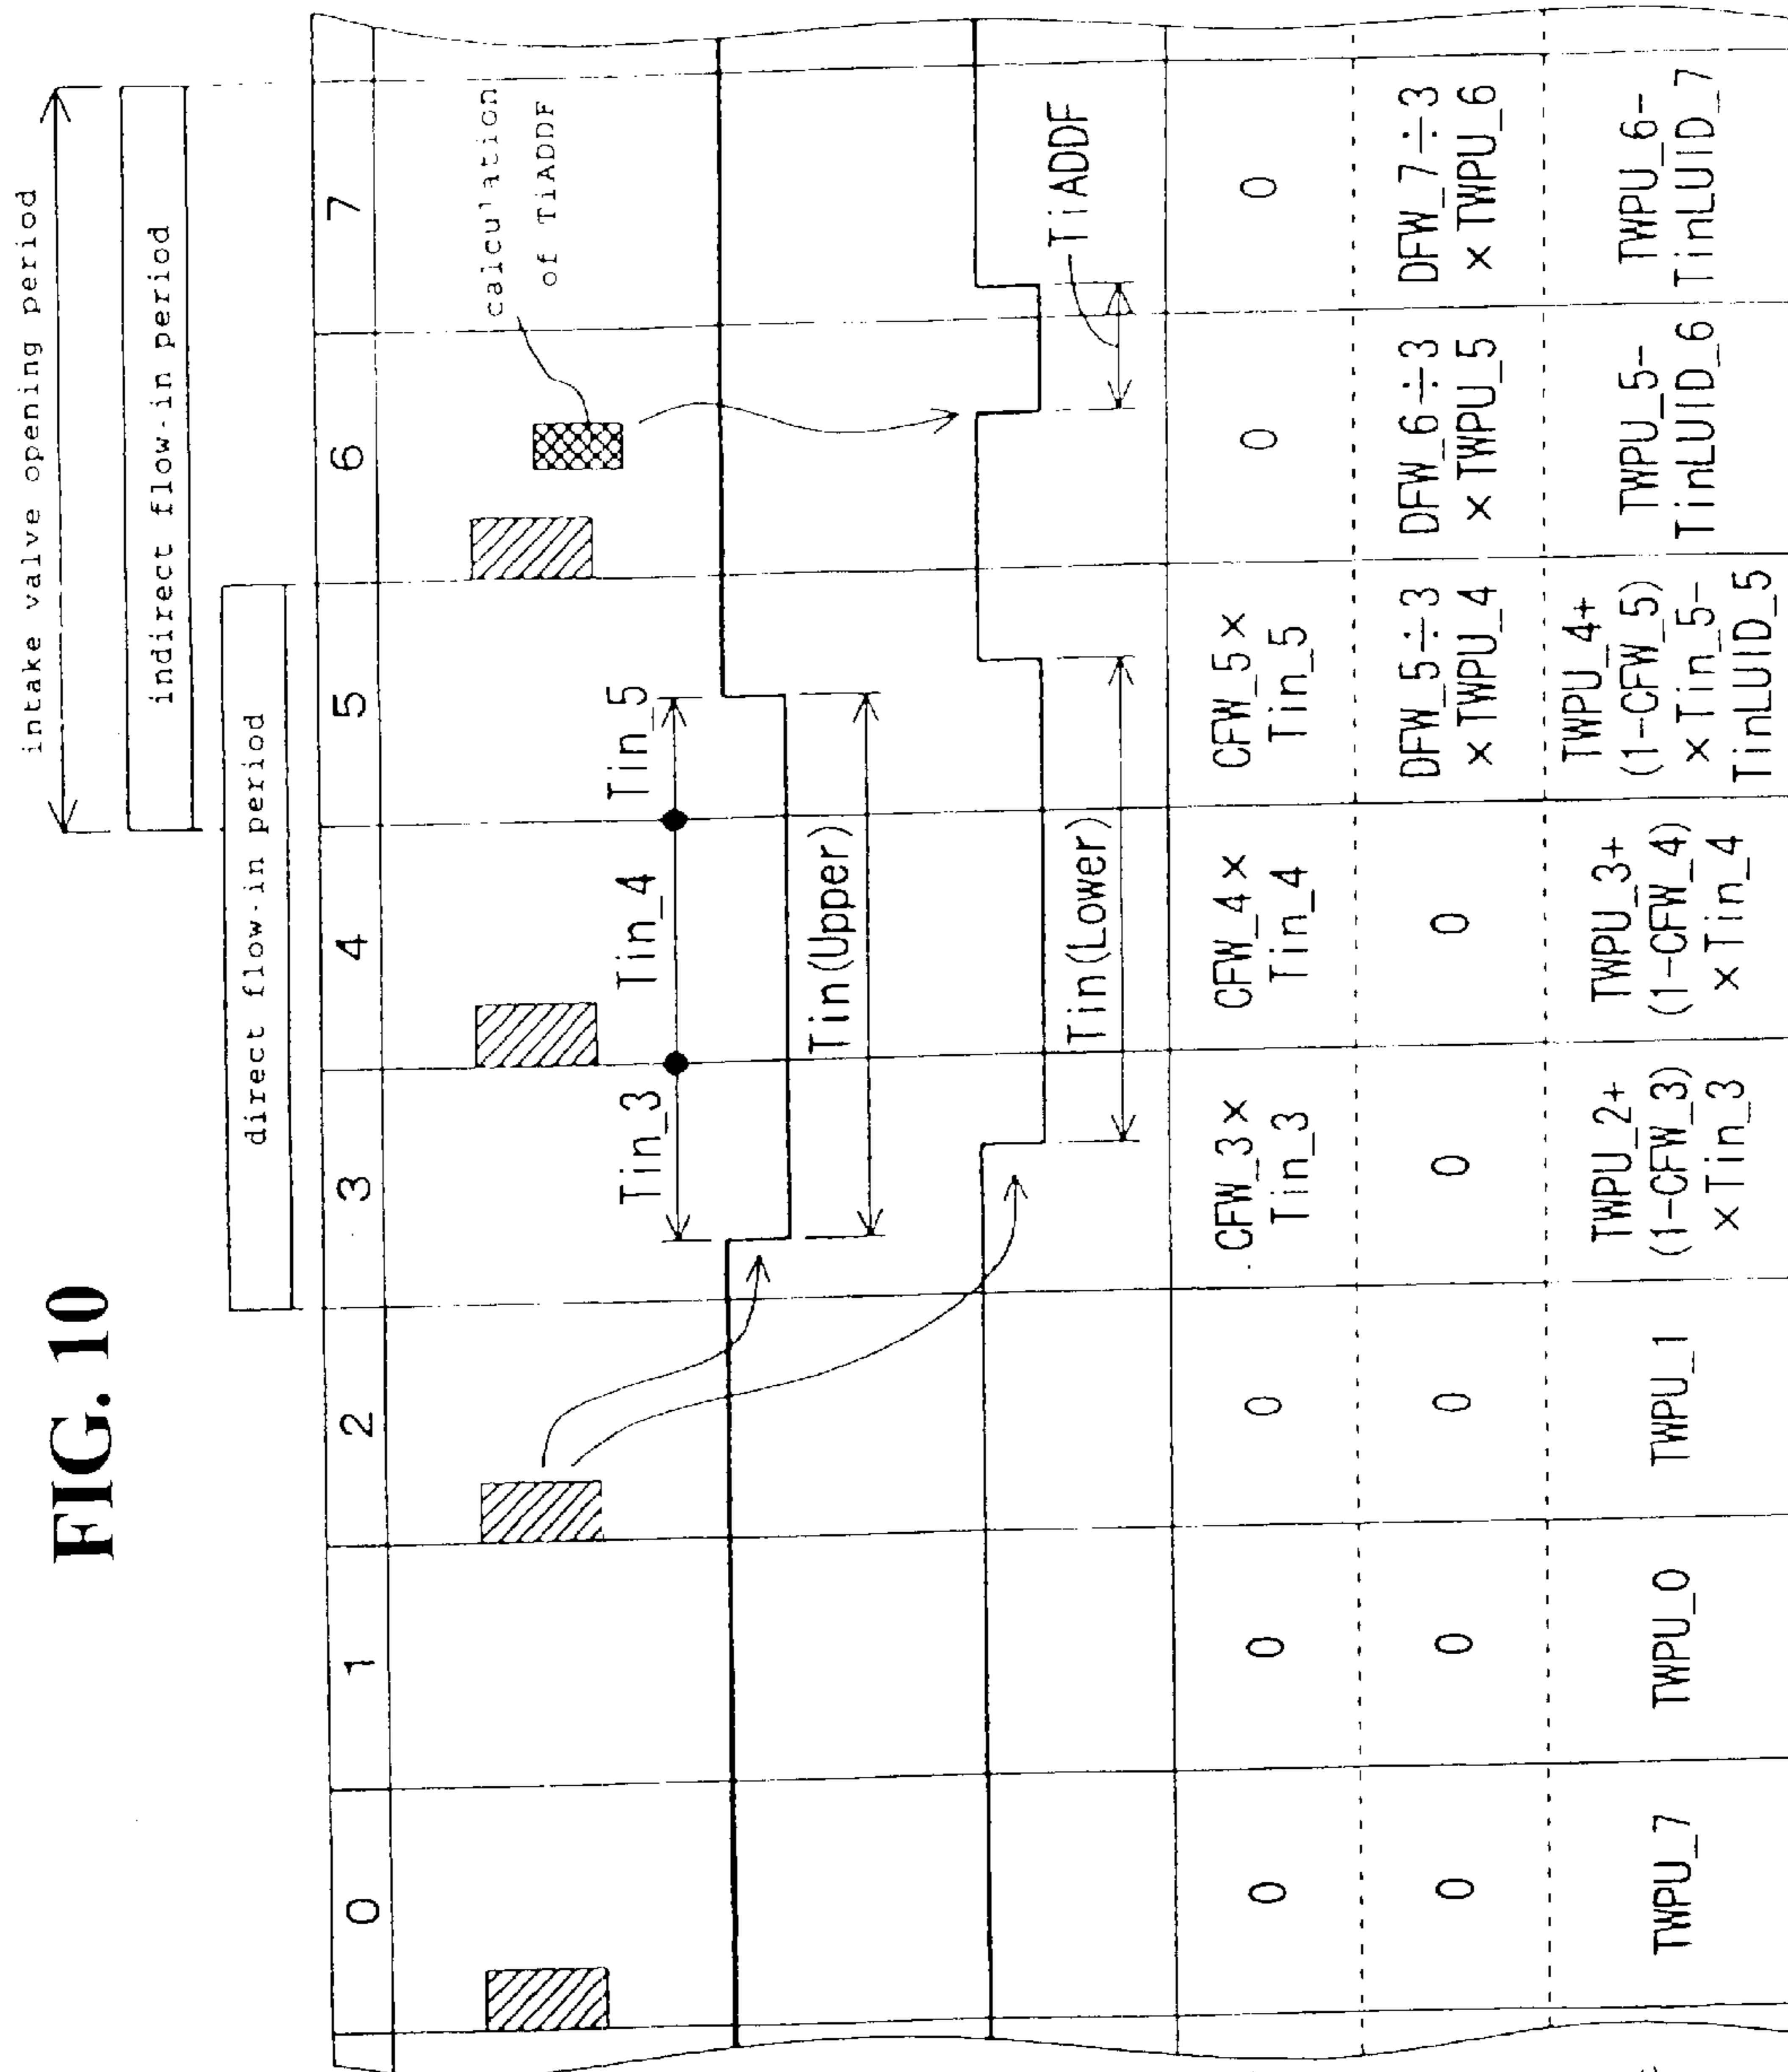 FIG. 10
intake valve opening period
indirect flow-in period
direct flow-in period
0
1
2
3
4
5
6
7
calculation
of TiADDF
Tin_3
Tin_4
Tin_5
Tin(Upper)
Tin(Lower)
TiADDF
0
0
0
CFW_3×
Tin_3
CFW_4×
Tin_4
CFW_5×
Tin_5
0
0
0
0
0
0
0
DFW_5÷3
×TWPU_4
DFW_6÷3
×TWPU_5
DFW_7÷3
×TWPU_6
TWPU_7
TWPU_0
TWPU_1
TWPU_2+
(1-CFW_3)
×Tin_3
TWPU_3+
(1-CFW_4)
×Tin_4
TWPU_4+
(1-CFW_5)
×Tin_5-
TinLUID_5
TWPU_5-
TinLUID_6
TWPU_6-
TinLUID_7